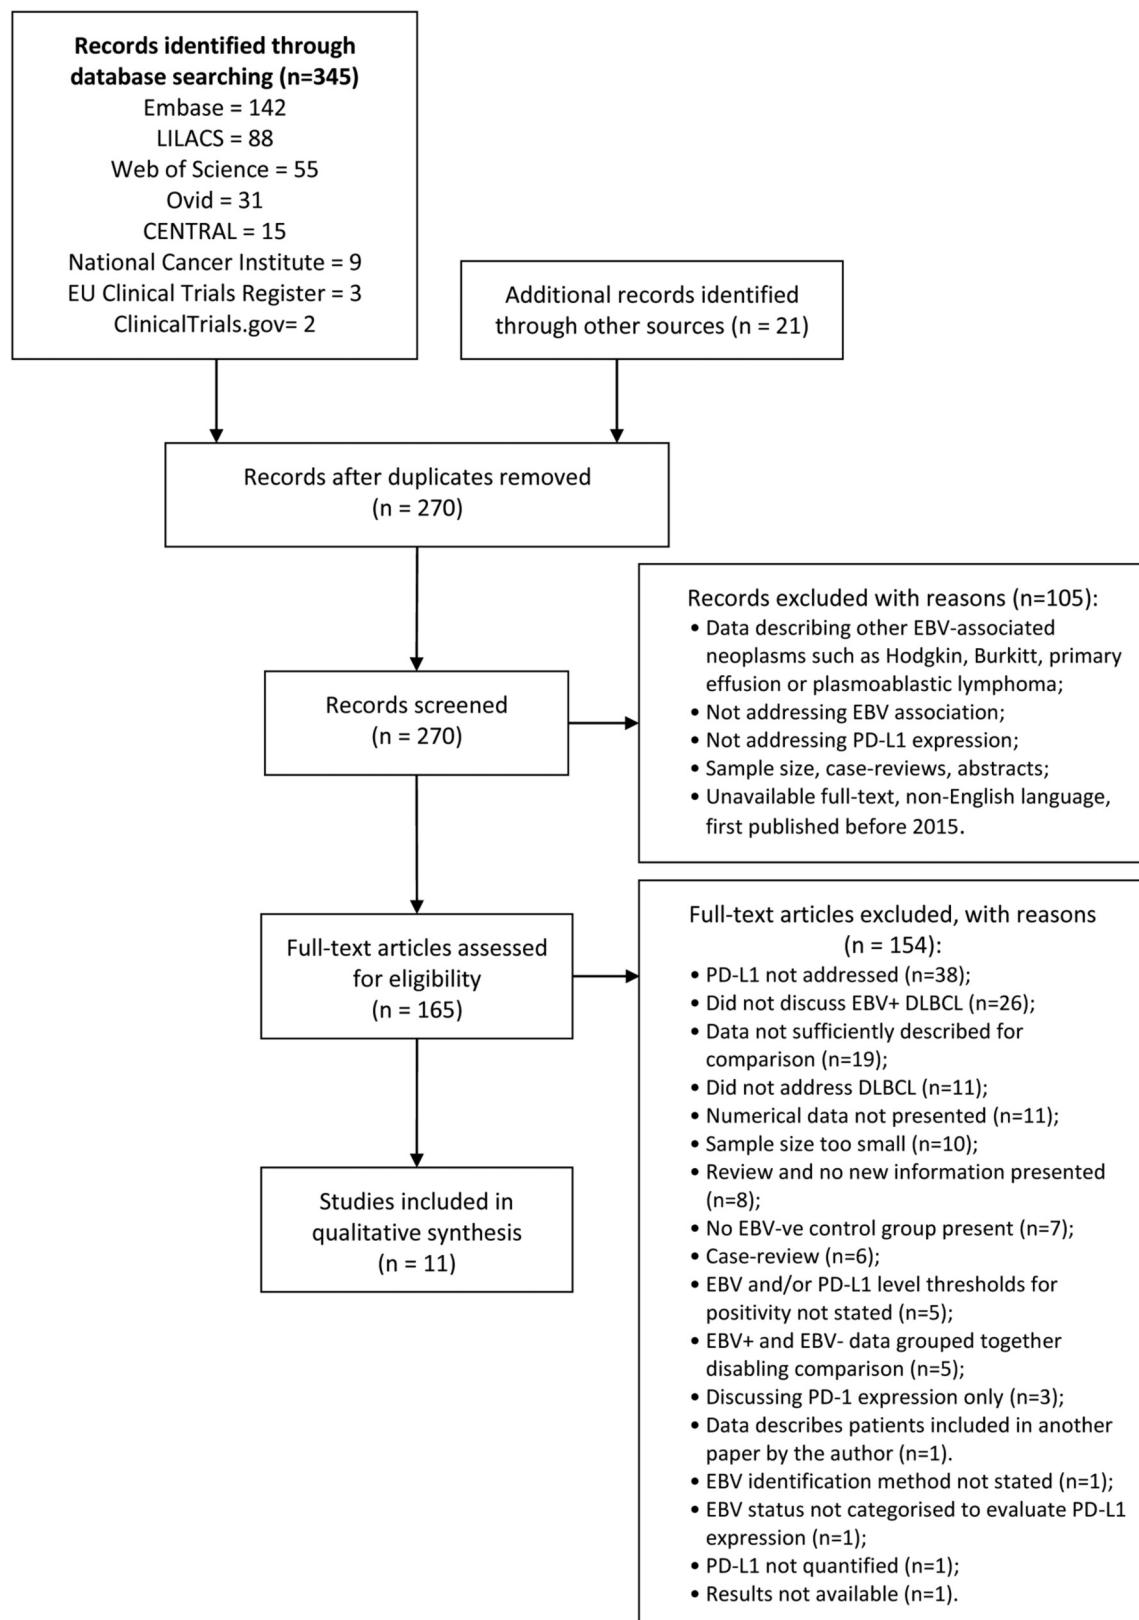 Records identified through
database searching (n=345)
Embase = 142
LILACS = 88
Web of Science = 55
Ovid = 31
CENTRAL = 15
National Cancer Institute = 9
EU Clinical Trials Register = 3
ClinicalTrials.gov= 2
Additional records identified
through other sources (n = 21)
Records after duplicates removed
(n = 270)
Records screened
(n = 270)
Records excluded with reasons (n=105):
• Data describing other EBV-associated
neoplasms such as Hodgkin, Burkitt, primary
effusion or plasmoablastic lymphoma;
• Not addressing EBV association;
• Not addressing PD-L1 expression;
• Sample size, case-reviews, abstracts;
• Unavailable full-text, non-English language,
first published before 2015.
Full-text articles assessed
for eligibility
(n = 165)
Full-text articles excluded, with reasons
(n = 154):
• PD-L1 not addressed (n=38);
• Did not discuss EBV+ DLBCL (n=26);
• Data not sufficiently described for
comparison (n=19);
• Did not address DLBCL (n=11);
• Numerical data not presented (n=11);
• Sample size too small (n=10);
• Review and no new information presented
(n=8);
• No EBV-ve control group present (n=7);
• Case-review (n=6);
• EBV and/or PD-L1 level thresholds for
positivity not stated (n=5);
• EBV+ and EBV- data grouped together
disabling comparison (n=5);
• Discussing PD-1 expression only (n=3);
• Data describes patients included in another
paper by the author (n=1).
• EBV identification method not stated (n=1);
• EBV status not categorised to evaluate PD-L1
expression (n=1);
• PD-L1 not quantified (n=1);
• Results not available (n=1).
Studies included in
qualitative synthesis
(n = 11)